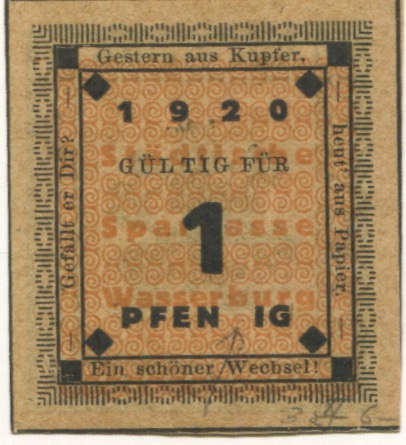 Gestern aus Kupfer,
heut' aus Papier.
Gefällt er Dir?
Ein schöner Wechsel!
1920
Städtische
GÜLTIG FÜR
Sparkasse
1
Wasserburg
PFEN IG